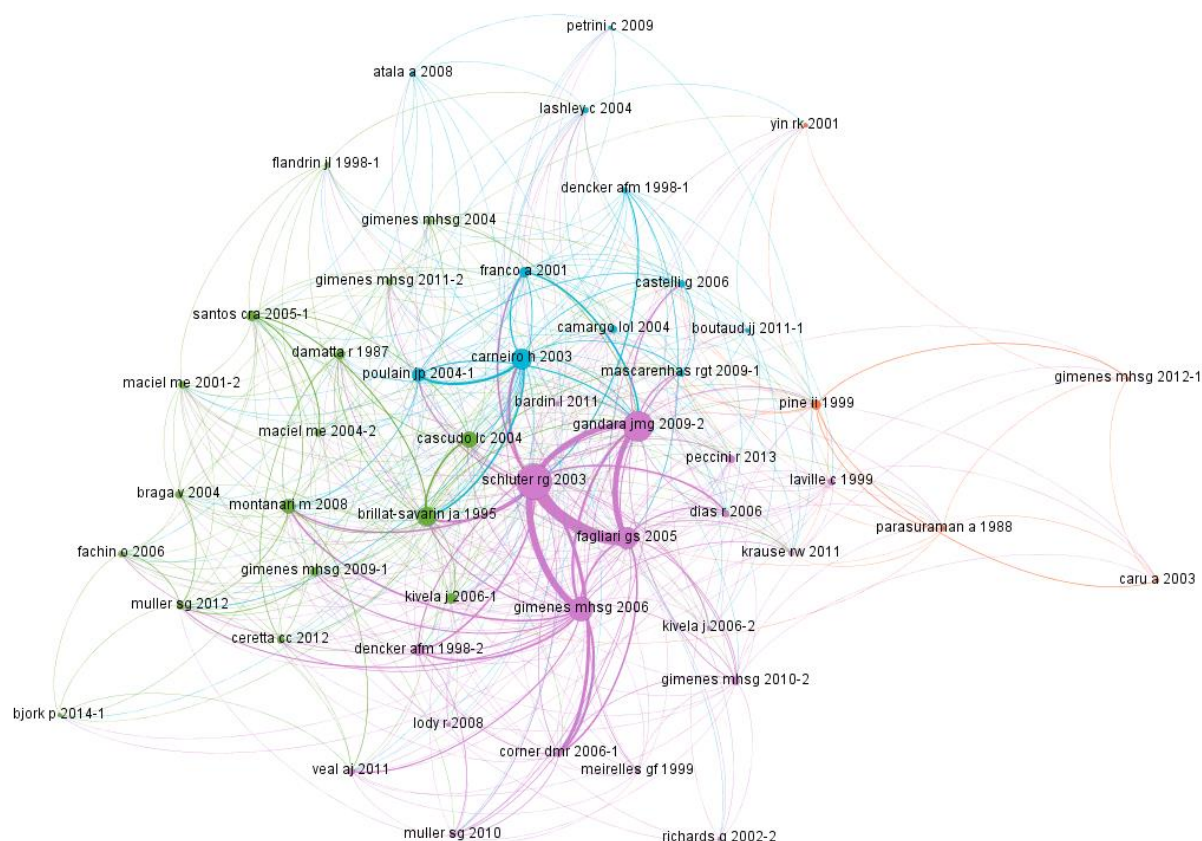 petrini c 2009
atala a 2008
lashley c 2004
yin rk 2001
flandrin jl 1998-1
dencker afm 1998-1
gimenes mhsg 2004
franco a 2001
gimenes mhsg 2011-2
castelli g 2006
santos cra 2005-1
camargo lol 2004
boutaud jj 2011-1
damatta r 1987
carneiro h 2003
poulain jp 2004-1
mascarenhas rgt 2009-1
gimenes mhsg 2012-1
maciel me 2001-2
bardin l 2011
pine ii 1999
gandara jmg 2009-2
maciel me 2004-2
cascudo lc 2004
peccini r 2013
schluter rg 2003
laville c 1999
braga v 2004
montanari m 2008
brillat-savarin ja 1995
dias r 2006
parasuraman a 1988
fagliari gs 2005
fachin o 2006
krause rw 2011
gimenes mhsg 2009-1
caru a 2003
muller sg 2012
kivela j 2006-1
gimenes mhsg 2006
kivela j 2006-2
ceretta cc 2012
dencker afm 1998-2
gimenes mhsg 2010-2
bjork p 2014-1
lody r 2008
corner dmr 2006-1
veal aj 2011
meirelles gf 1999
muller sg 2010
richards g 2002-2